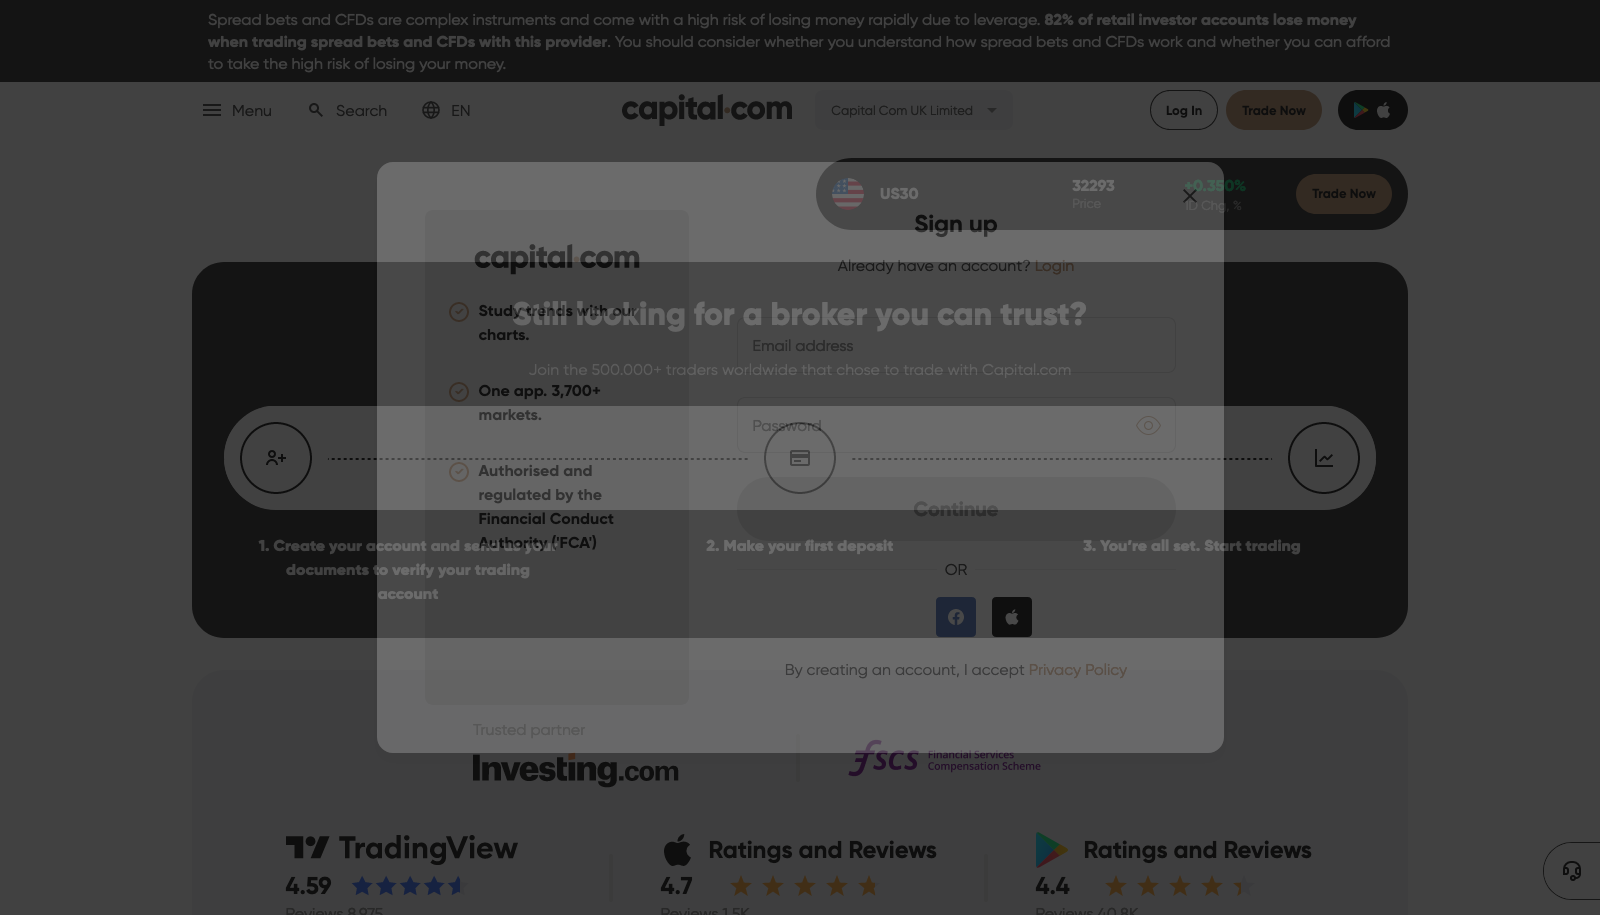 Spread bets and CFDs are complex instruments and come with a high risk of losing money rapidly due to leverage. 82% of retail investor accounts lose money
when trading spread bets and CFDs with this provider. You should consider whether you understand how spread bets and CFDs work and whether you can afford
to take the high risk of losing your money.
Menu
Search
EN
capital.com
Capital Com UK Limited
Log In
Trade Now
US30
32293
Price
+0.350%
1D Chg, %
Trade Now
capital.com
Study trends with our
charts.
One app. 3,700+
markets.
Authorised and
regulated by the
Financial Conduct
Authority ('FCA')
Sign up
Already have an account? Login
Email address
Password
Continue
OR
By creating an account, I accept Privacy Policy
Still looking for a broker you can trust?
Join the 500.000+ traders worldwide that chose to trade with Capital.com
1. Create your account and send us your
documents to verify your trading
account
2. Make your first deposit
3. You're all set. Start trading
Trusted partner
Investing.com
fscs Financial Services
Compensation Scheme
TradingView
4.59
Reviews 8,975
Ratings and Reviews
4.7
Reviews 1.5K
Ratings and Reviews
4.4
Reviews 40.8K